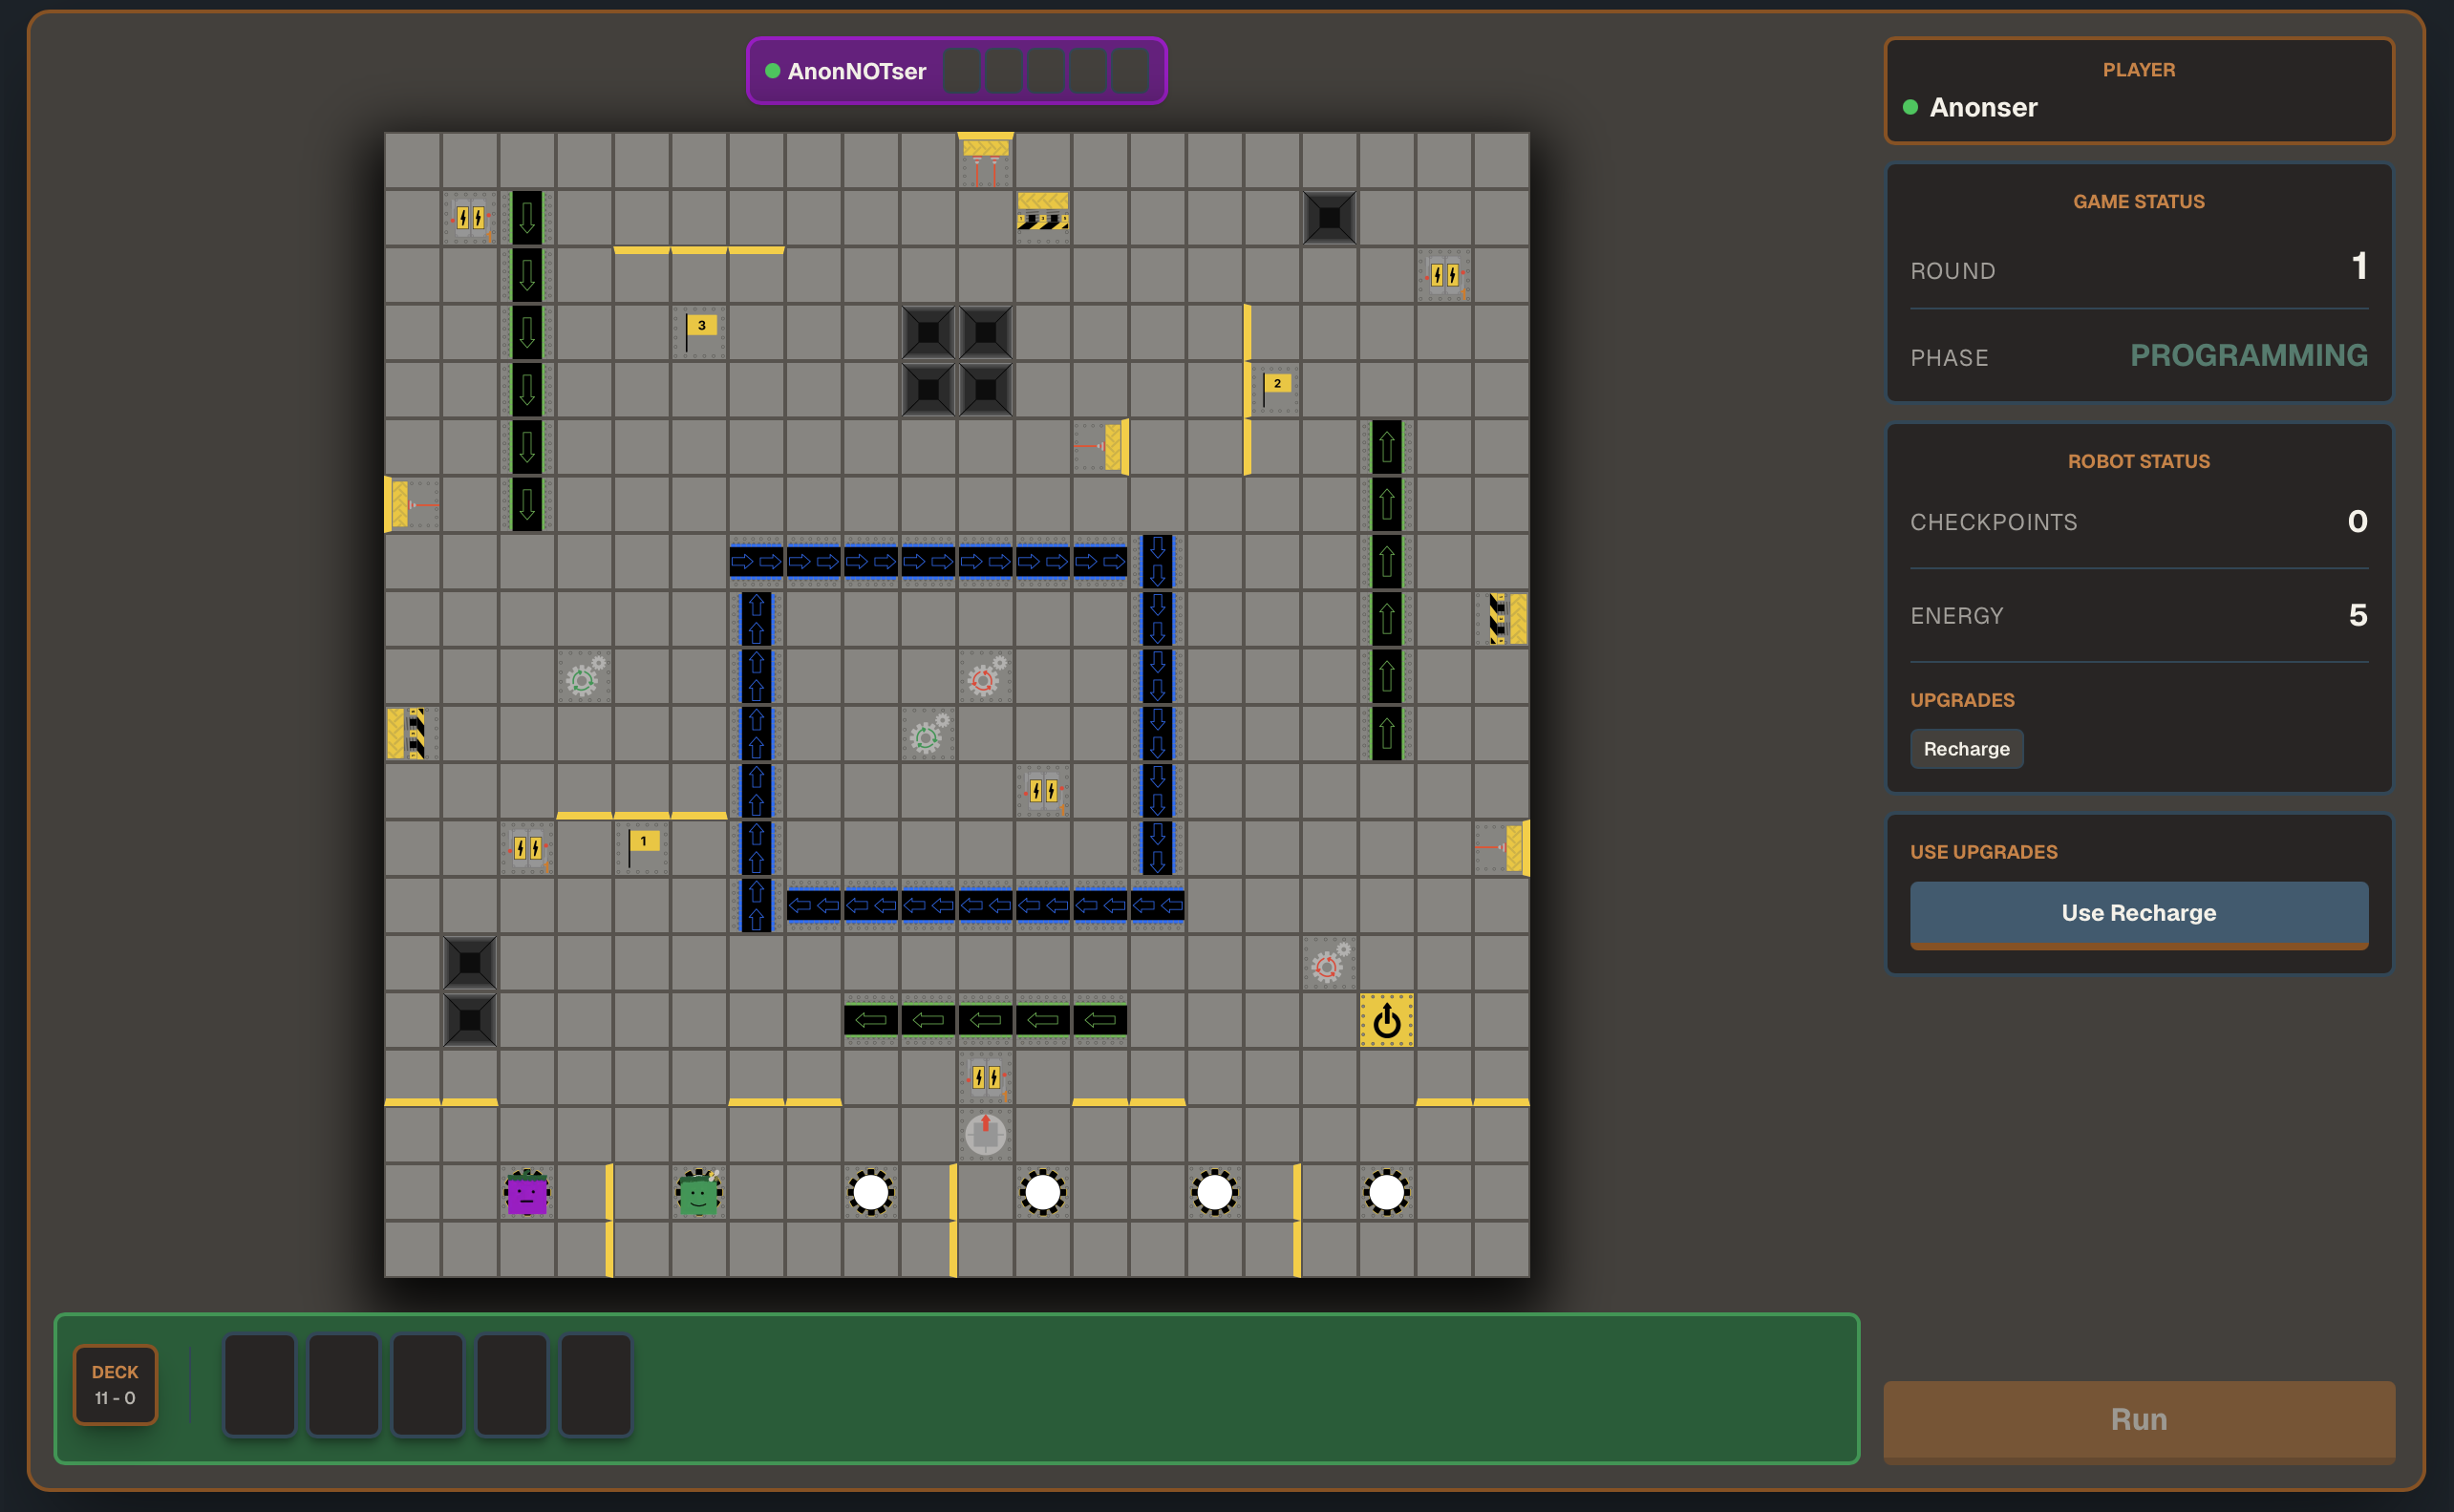 AnonNOTser
PLAYER
Anonser
GAME STATUS
ROUND 1
PHASE PROGRAMMING
ROBOT STATUS
CHECKPOINTS 0
ENERGY 5
UPGRADES
Recharge
USE UPGRADES
Use Recharge
3
2
1
DECK
11 - 0
Run